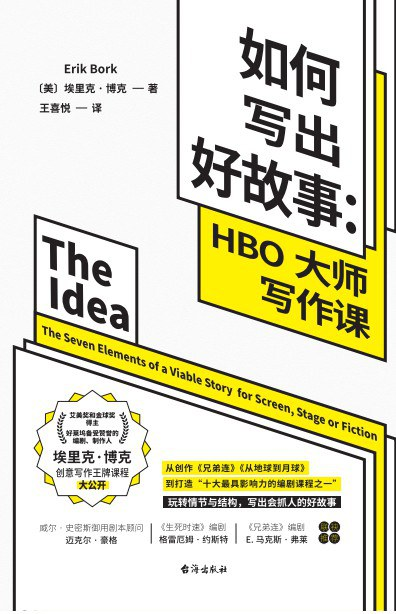 Erik Bork
〔美〕埃里克·博克 — 著
王喜悦 — 译
如何
写出
好故事：
HBO 大师
写作课
The
Idea
The Seven Elements of a Viable Story for Screen, Stage or Fiction
艾美奖和金球奖
得主
好莱坞备受赞誉的
编剧、制作人
埃里克·博克
创意写作王牌课程
大公开
从创作《兄弟连》《从地球到月球》
到打造“十大最具影响力的编剧课程之一”
玩转情节与结构，写出会抓人的好故事
威尔·史密斯御用剧本顾问
迈克尔·豪格
《生死时速》编剧
格雷厄姆·约斯特
《兄弟连》编剧
E. 马克斯·弗莱
台海出版社